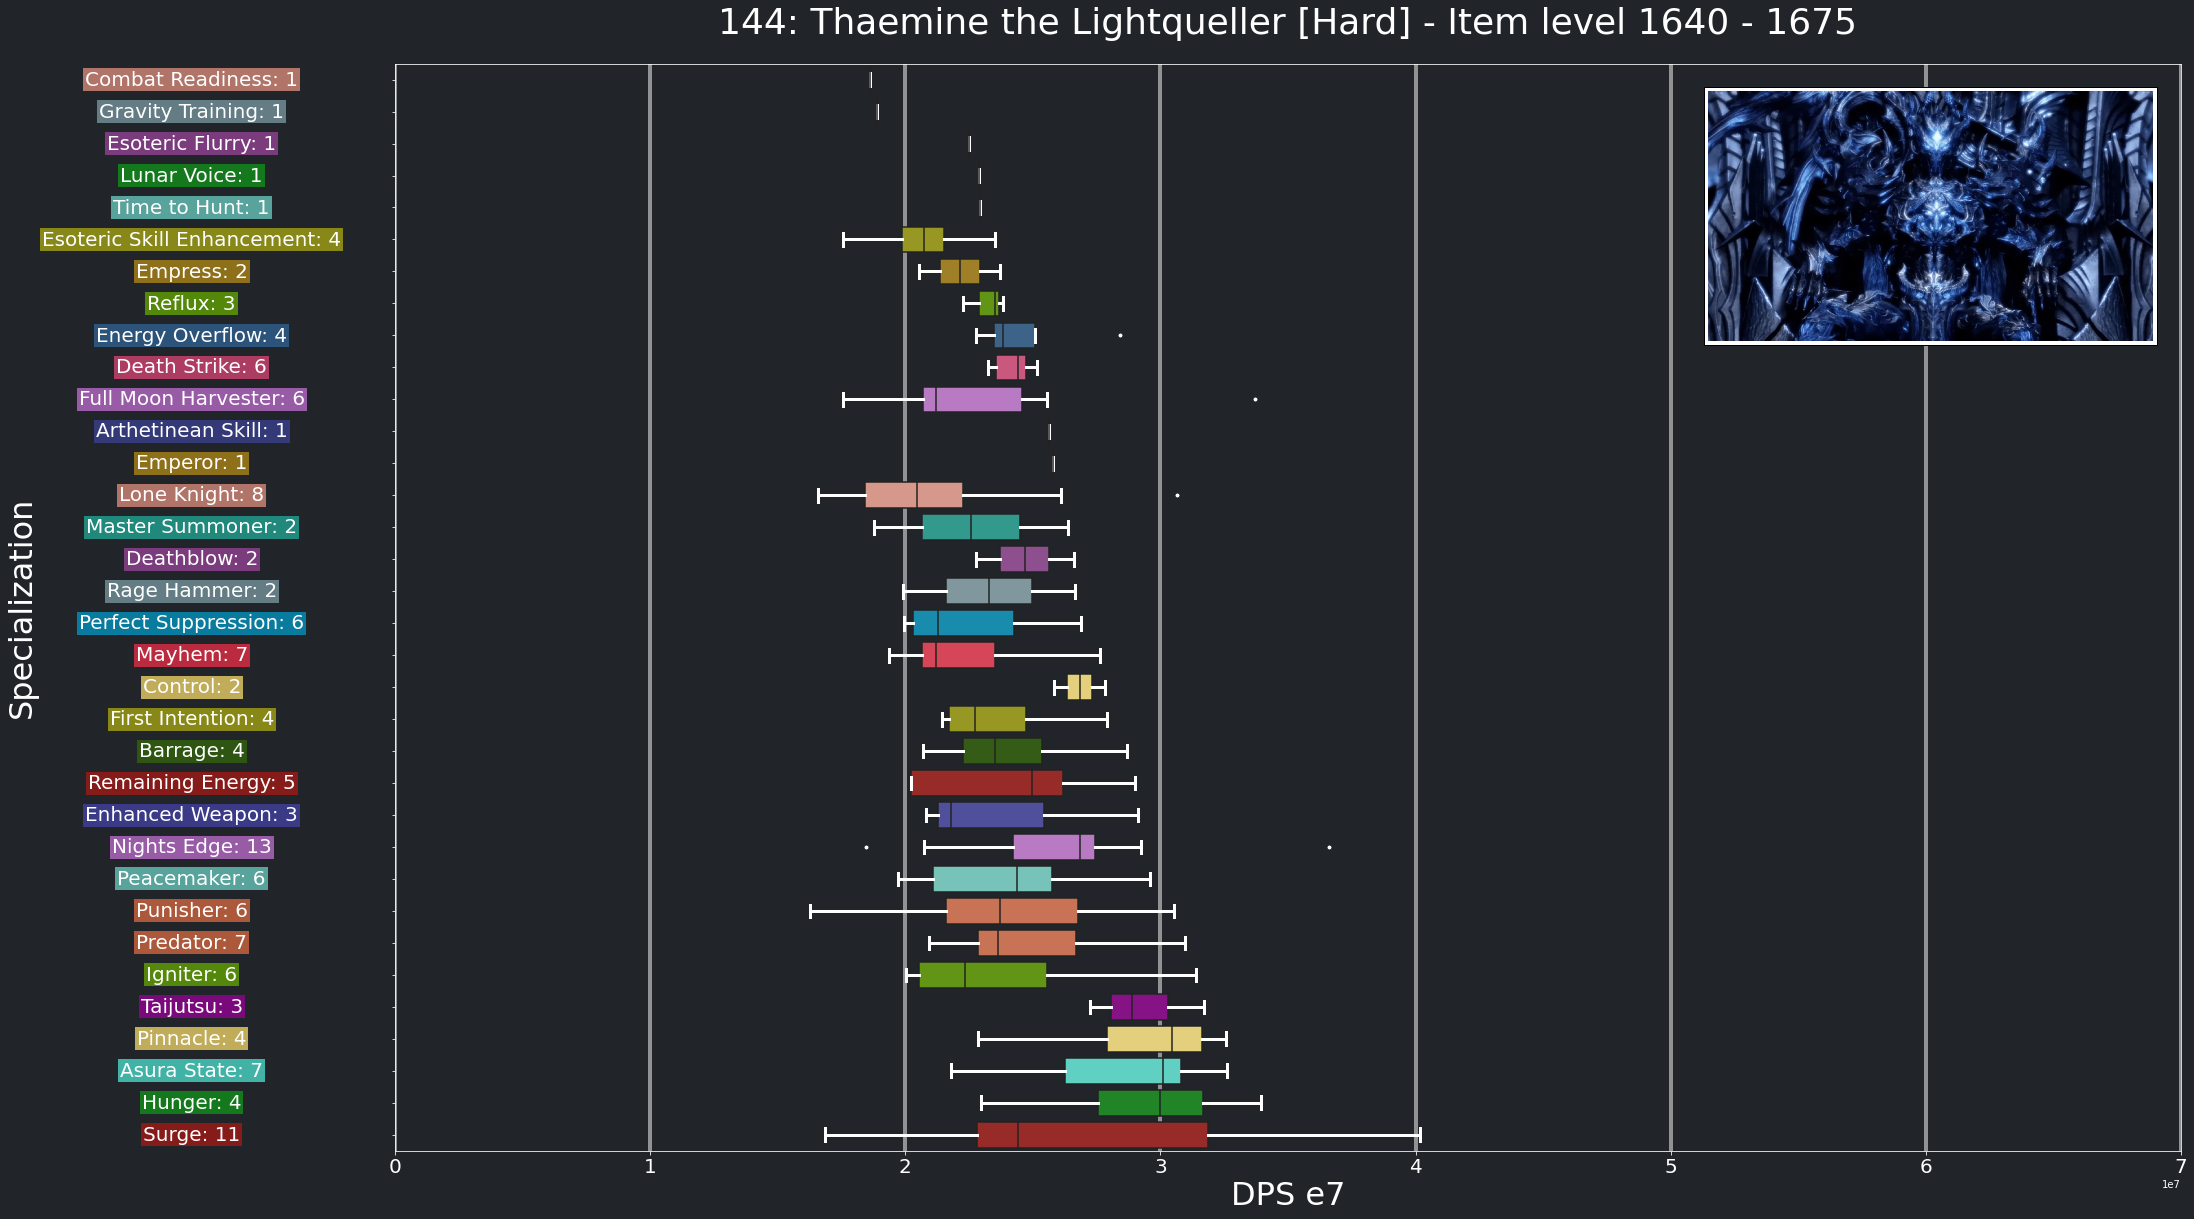 144: Thaemine the Lightqueller [Hard] - Item level 1640 - 1675
Specialization
Combat Readiness: 1
Gravity Training: 1
Esoteric Flurry: 1
Lunar Voice: 1
Time to Hunt: 1
Esoteric Skill Enhancement: 4
Empress: 2
Reflux: 3
Energy Overflow: 4
Death Strike: 6
Full Moon Harvester: 6
Arthetinean Skill: 1
Emperor: 1
Lone Knight: 8
Master Summoner: 2
Deathblow: 2
Rage Hammer: 2
Perfect Suppression: 6
Mayhem: 7
Control: 2
First Intention: 4
Barrage: 4
Remaining Energy: 5
Enhanced Weapon: 3
Nights Edge: 13
Peacemaker: 6
Punisher: 6
Predator: 7
Igniter: 6
Taijutsu: 3
Pinnacle: 4
Asura State: 7
Hunger: 4
Surge: 11
0 1 2 3 4 5 6 7
1e7
DPS e7